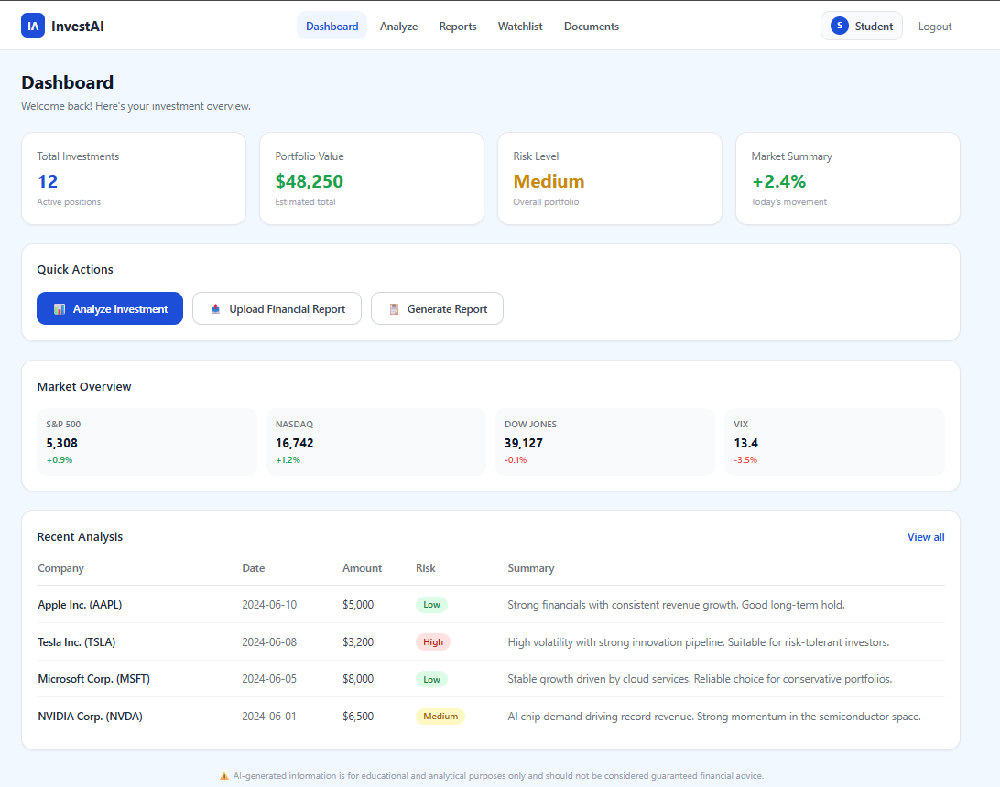 IA InvestAI Dashboard Analyze Reports Watchlist Documents S Student Logout
Dashboard
Welcome back! Here's your investment overview.
Total Investments Portfolio Value Risk Level Market Summary
12 $48,250 Medium +2.4%
Active positions Estimated total Overall portfolio Today's movement
Quick Actions
Analyze Investment Upload Financial Report Generate Report
Market Overview
S&P 500 NASDAQ DOW JONES VIX
5,308 16,742 39,127 13.4
+0.9% +1.2% -0.1% -3.5%
Recent Analysis View all
Company Date Amount Risk Summary
Apple Inc. (AAPL) 2024-06-10 $5,000 Low Strong financials with consistent revenue growth. Good long-term hold.
Tesla Inc. (TSLA) 2024-06-08 $3,200 High High volatility with strong innovation pipeline. Suitable for risk-tolerant investors.
Microsoft Corp. (MSFT) 2024-06-05 $8,000 Low Stable growth driven by cloud services. Reliable choice for conservative portfolios.
NVIDIA Corp. (NVDA) 2024-06-01 $6,500 Medium AI chip demand driving record revenue. Strong momentum in the semiconductor space.
⚠ AI-generated information is for educational and analytical purposes only and should not be considered guaranteed financial advice.